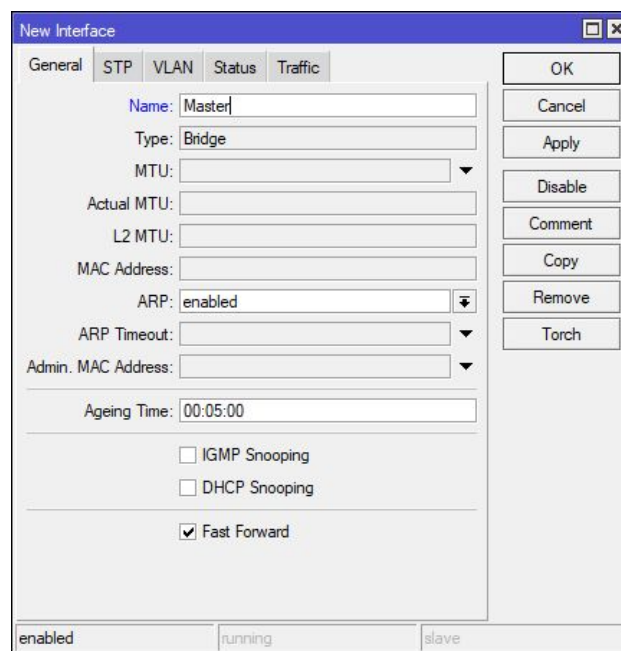 New Interface
General STP VLAN Status Traffic
OK
Name: Master
Cancel
Type: Bridge
Apply
MTU:
Disable
Actual MTU:
Comment
L2 MTU:
Copy
MAC Address:
Remove
ARP: enabled
Torch
ARP Timeout:
Admin. MAC Address:
Ageing Time: 00:05:00
IGMP Snooping
DHCP Snooping
Fast Forward
enabled running slave